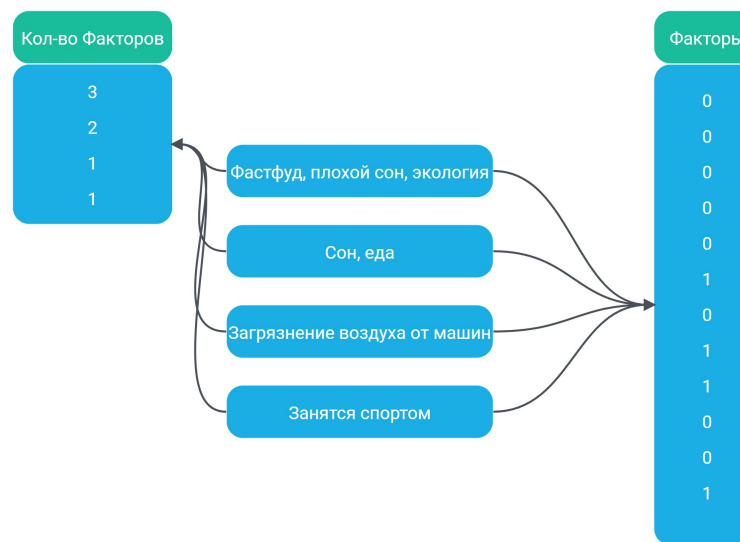 Кол-во Факторов
3
2
1
1
Фастфуд, плохой сон, экология
Сон, еда
Загрязнение воздуха от машин
Занятся спортом
Факторы
0
0
0
0
0
1
0
1
1
0
0
1